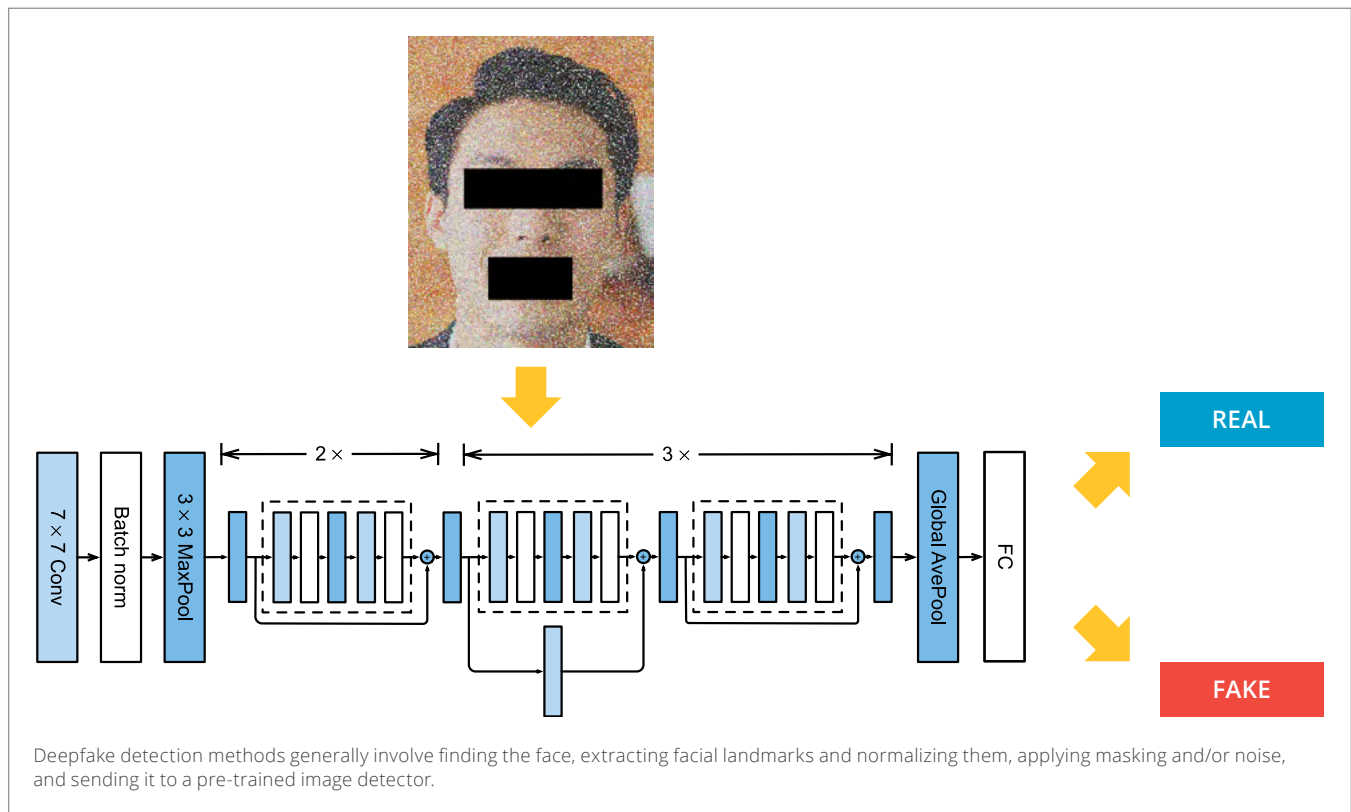 2 ×
3 ×
7 × 7 Conv
Batch norm
3 × 3 MaxPool
+
+
+
Global AvePool
FC
REAL
FAKE
Deepfake detection methods generally involve finding the face, extracting facial landmarks and normalizing them, applying masking and/or noise,
and sending it to a pre-trained image detector.